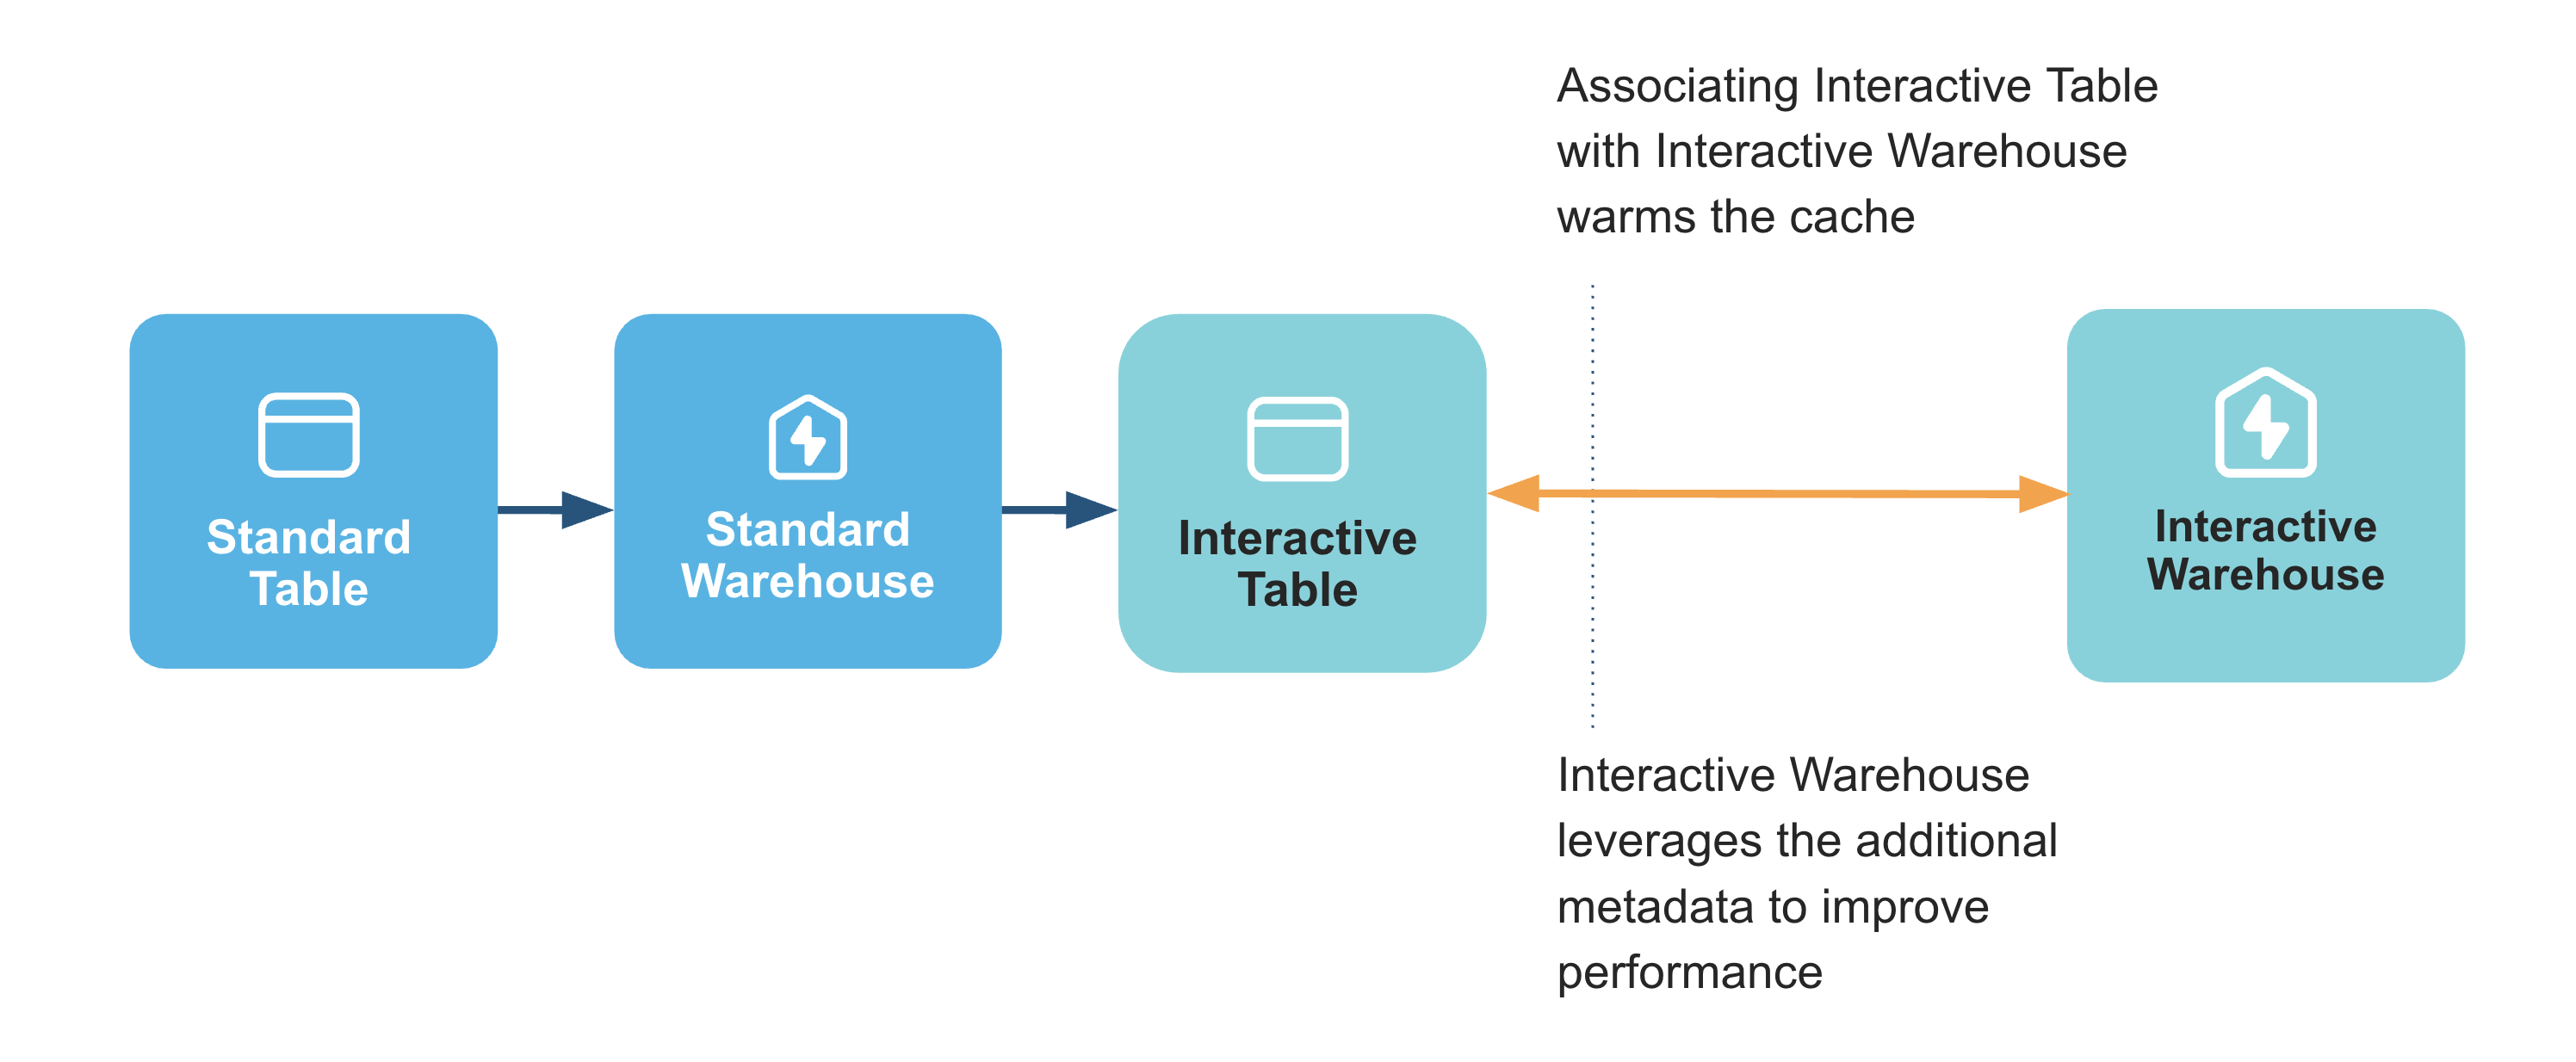 Associating Interactive Table
with Interactive Warehouse
warms the cache
Standard
Table
Standard
Warehouse
Interactive
Table
Interactive
Warehouse
Interactive Warehouse
leverages the additional
metadata to improve
performance